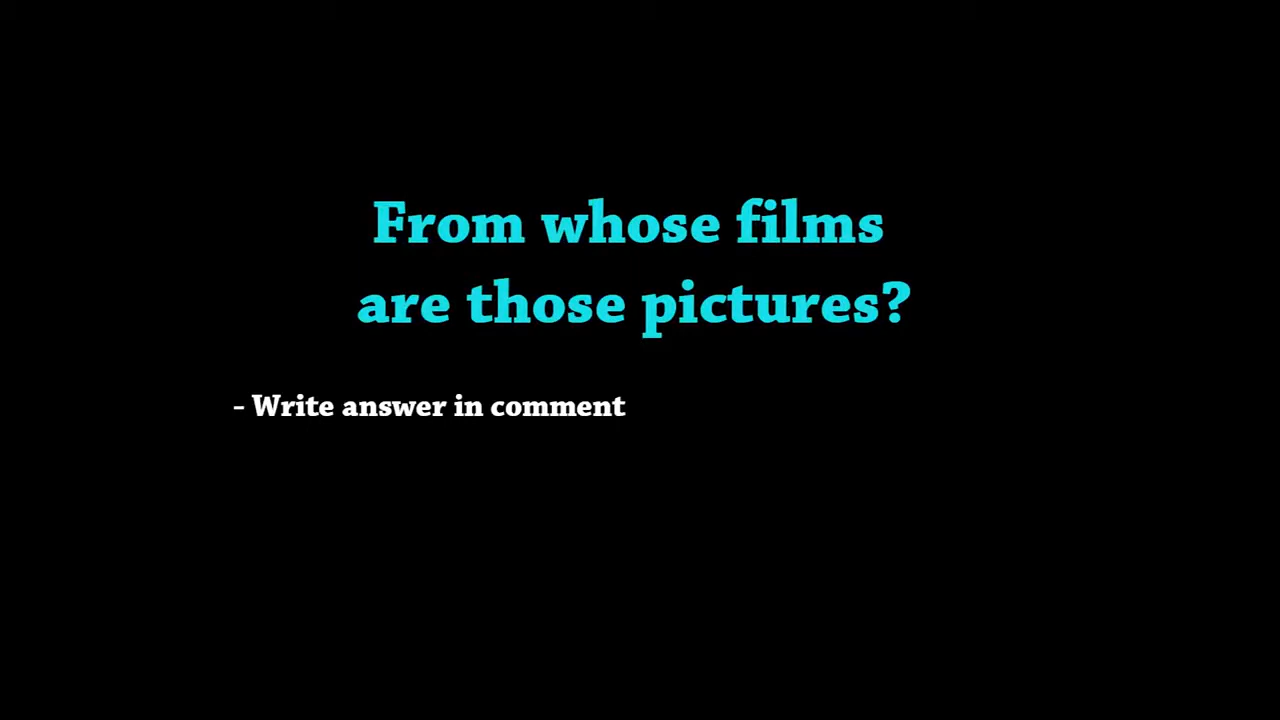 From whose films
are those pictures?
- Write answer in comment